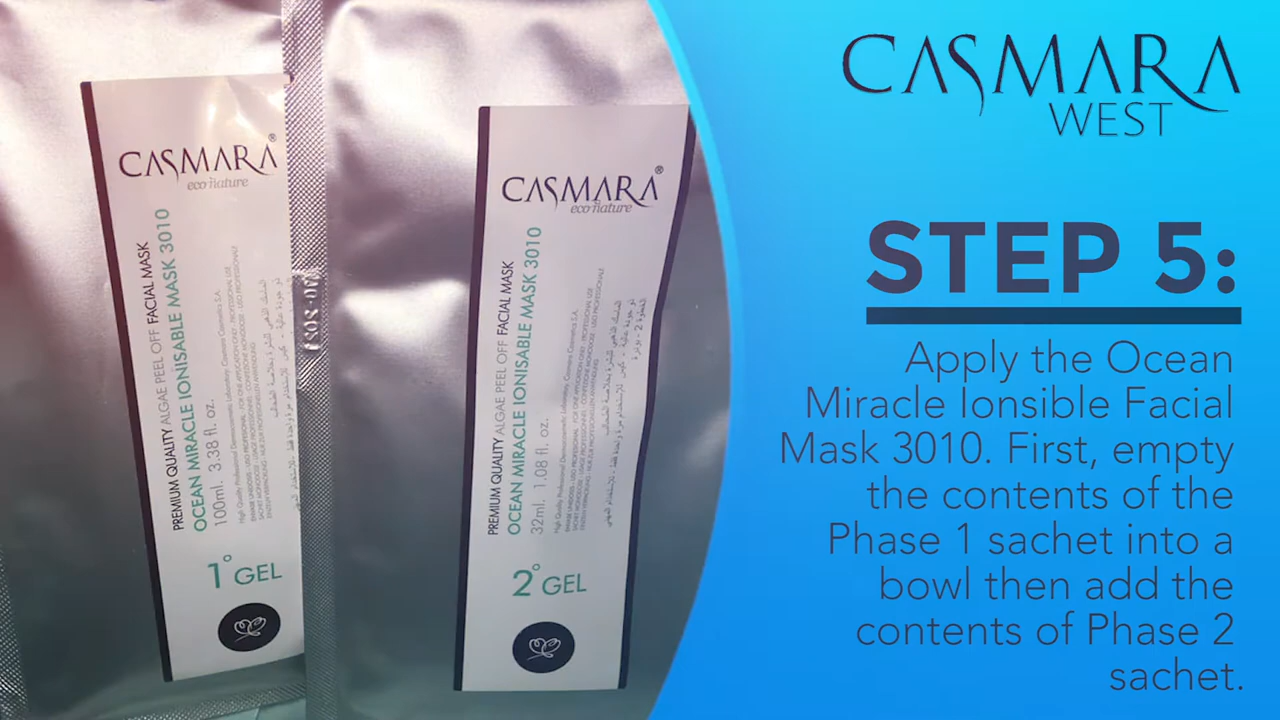 CASMARA®
eco nature
PREMIUM QUALITY ALGAE PEEL OFF FACIAL MASK
OCEAN MIRACLE IONISABLE MASK 3010
100ml. 3.38 fl. oz.
1° GEL
CASMARA®
eco nature
PREMIUM QUALITY ALGAE PEEL OFF FACIAL MASK
OCEAN MIRACLE IONISABLE MASK 3010
32ml. 1.08 fl. oz.
2° GEL
CASMARA
WEST
STEP 5:
Apply the Ocean
Miracle Ionsible Facial
Mask 3010. First, empty
the contents of the
Phase 1 sachet into a
bowl then add the
contents of Phase 2
sachet.